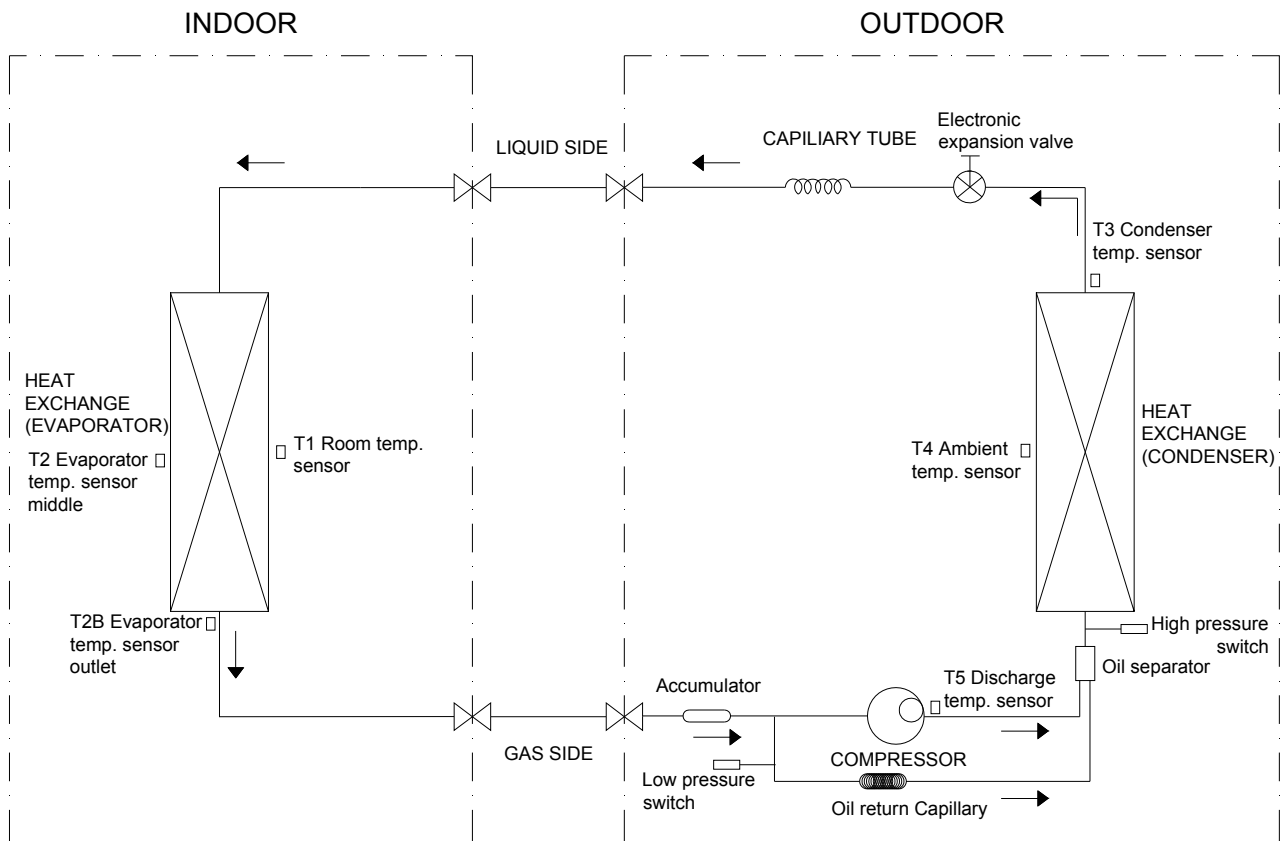 INDOOR
OUTDOOR
LIQUID SIDE
CAPILIARY TUBE
Electronic
expansion valve
T3 Condenser
temp. sensor
HEAT
EXCHANGE
(EVAPORATOR)
T2 Evaporator
temp. sensor
middle
T1 Room temp.
sensor
T4 Ambient
temp. sensor
HEAT
EXCHANGE
(CONDENSER)
T2B Evaporator
temp. sensor
outlet
High pressure
switch
Oil separator
Accumulator
T5 Discharge
temp. sensor
GAS SIDE
COMPRESSOR
Low pressure
switch
Oil return Capillary